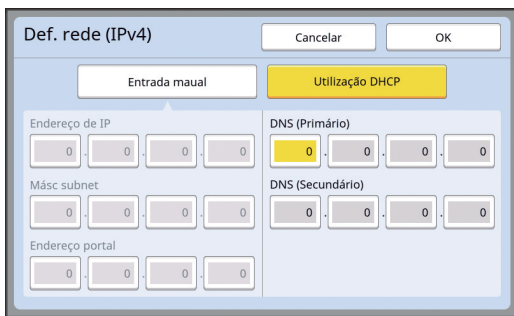 Def. rede (IPv4)
Cancelar
OK
Entrada maual
Utilização DHCP
Endereço de IP
0 . 0 . 0 . 0
Másc subnet
0 . 0 . 0 . 0
Endereço portal
0 . 0 . 0 . 0
DNS (Primário)
0 . 0 . 0 . 0
DNS (Secundário)
0 . 0 . 0 . 0